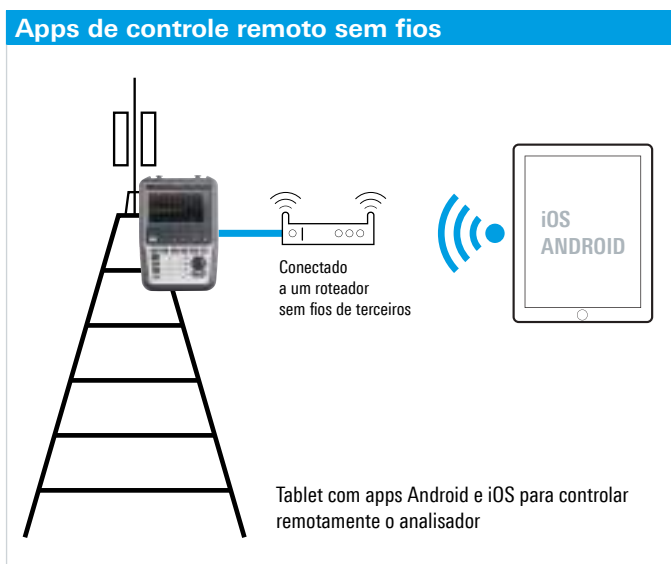 Apps de controle remoto sem fios
iOS
ANDROID
Conectado
a um roteador
sem fios de terceiros
Tablet com apps Android e iOS para controlar
remotamente o analisador